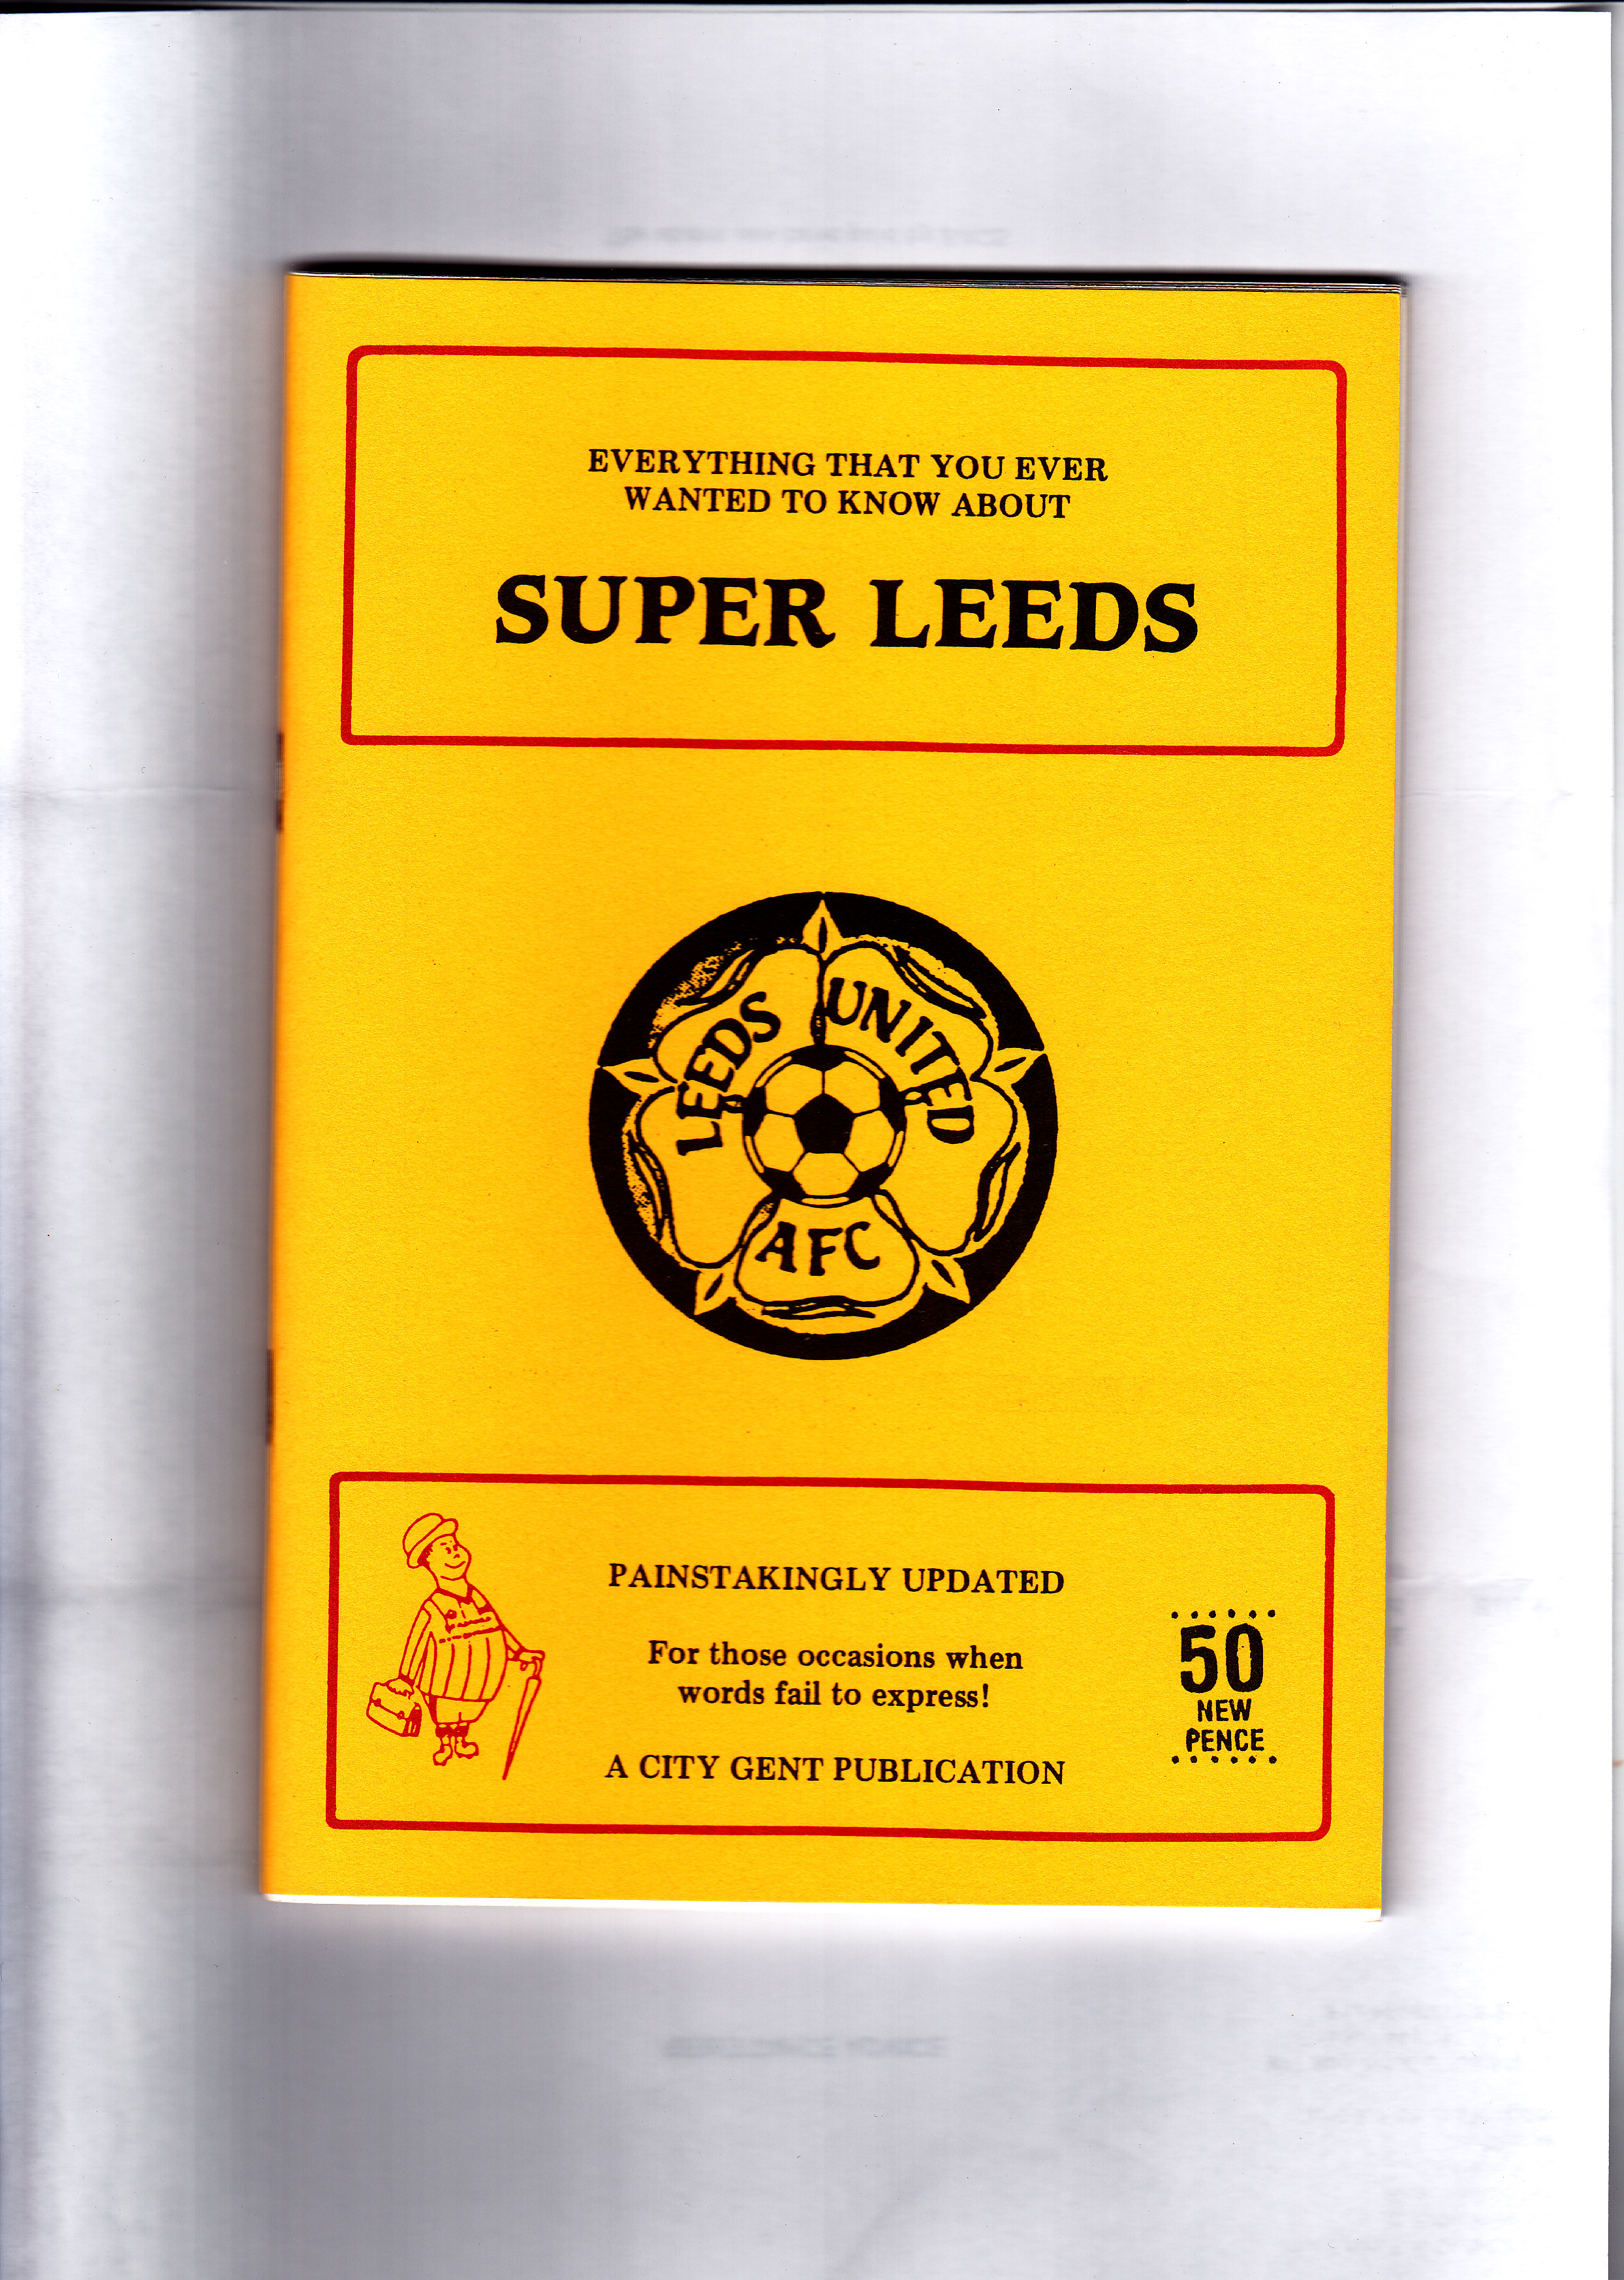 EVERYTHING THAT YOU EVER
WANTED TO KNOW ABOUT
SUPER LEEDS
LEEDS UNITED
AFC
PAINSTAKINGLY UPDATED
For those occasions when
words fail to express!
A CITY GENT PUBLICATION
50
NEW
PENCE